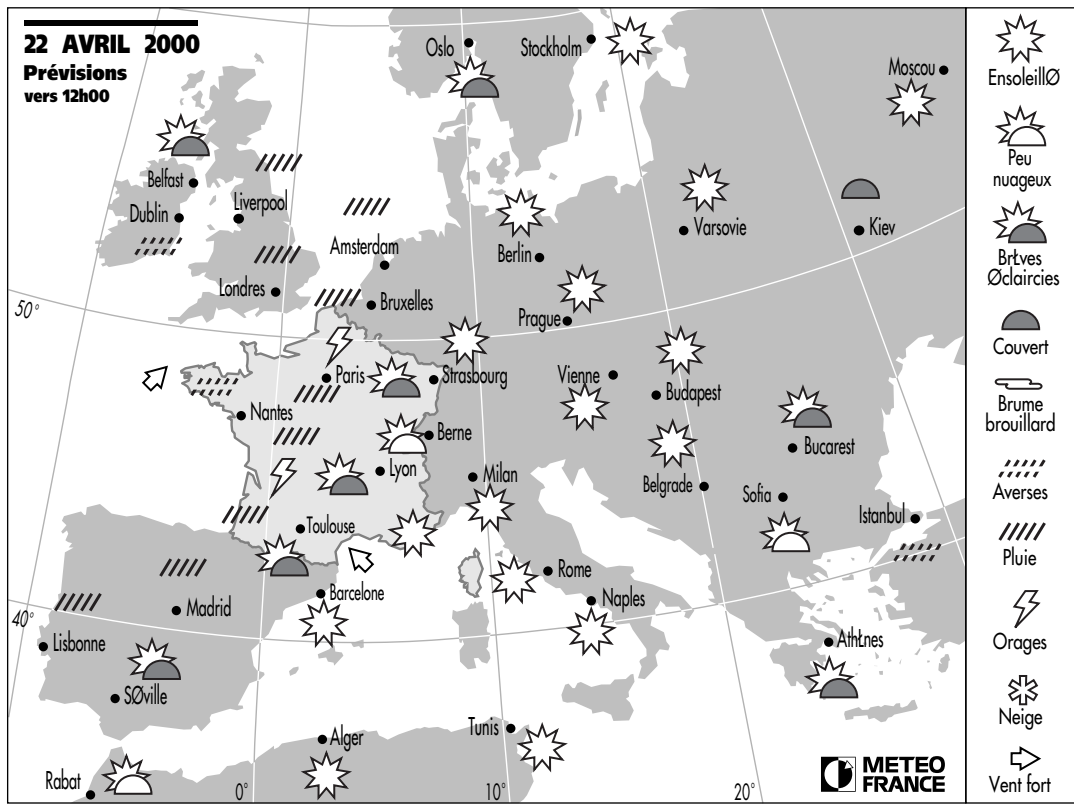 22 AVRIL 2000
Prévisions
vers 12h00
Oslo
Stockholm
Moscou
Belfast
Dublin
Liverpool
Amsterdam
Berlin
Varsovie
Kiev
Londres
Bruxelles
Prague
50°
Paris
Strasbourg
Vienne
Budapest
Nantes
Berne
Bucarest
Lyon
Milan
Belgrade
Sofia
Istanbul
Toulouse
Rome
Barcelone
Naples
Madrid
40°
Lisbonne
AthŁnes
SØville
Tunis
Alger
Rabat
0°
10°
20°
METEO
FRANCE
EnsoleillØ
Peu
nuageux
BrŁves
Øclaircies
Couvert
Brume
brouillard
Averses
Pluie
Orages
Neige
Vent fort